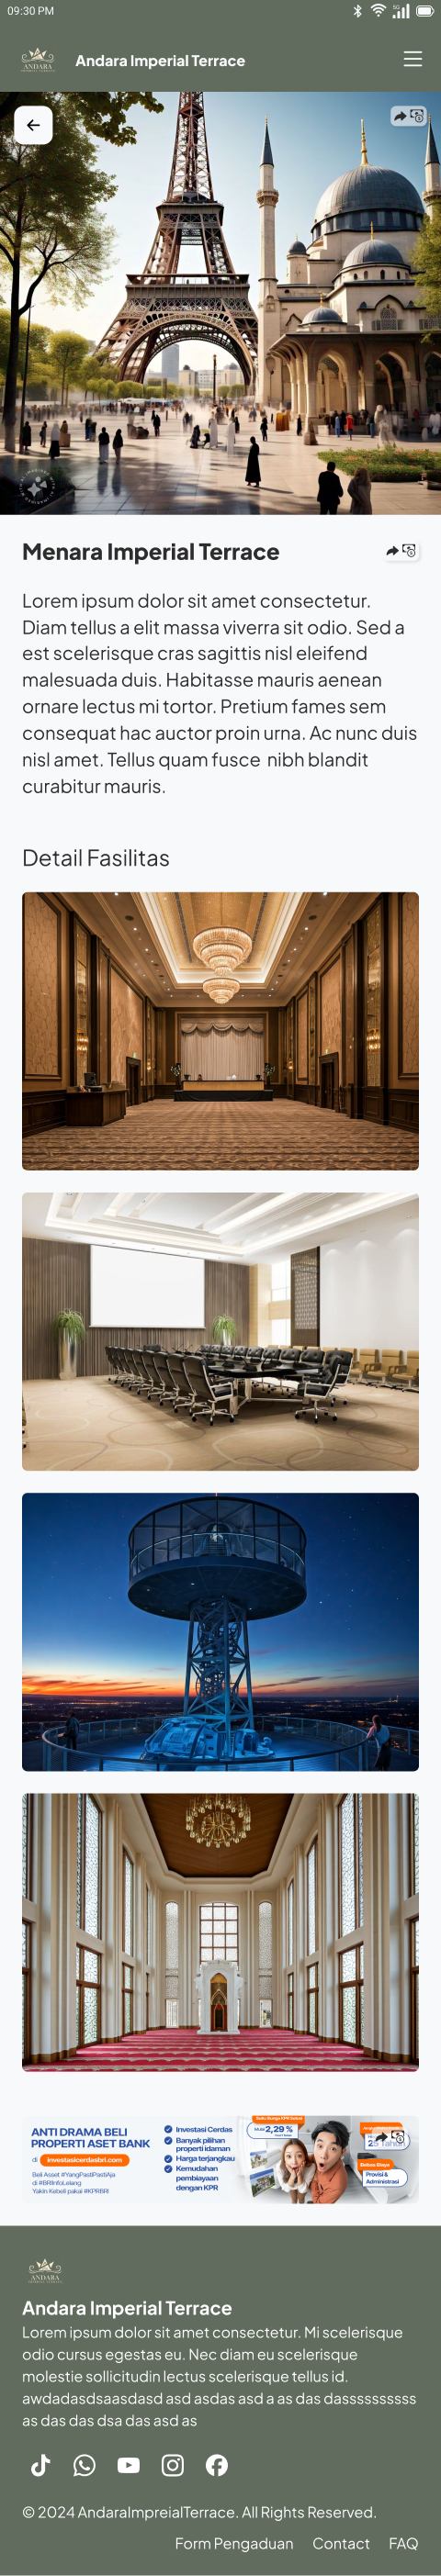 09:30 PM
5G
ANDARA
Andara Imperial Terrace
Menara Imperial Terrace
Lorem ipsum dolor sit amet consectetur.
Diam tellus a elit massa viverra sit odio. Sed a
est scelerisque cras sagittis nisl eleifend
malesuada duis. Habitasse mauris aenean
ornare lectus mi tortor. Pretium fames sem
consequat hac auctor proin urna. Ac nunc duis
nisl amet. Tellus quam fusce nibh blandit
curabitur mauris.
Detail Fasilitas
ANTI DRAMA BELI
PROPERTI ASET BANK
di investasicerdasbri.com
Beli Asset #YangPastiPastiAja
di #BRIInfoLelang
Yakin Kebeli pakai #KPRBRI
Investasi Cerdas
Banyak pilihan
properti idaman
Harga terjangkau
Kemudahan
pembiayaan
dengan KPR
Suku Bunga KPR Sekali
2,29 %
25 Tahun
Bebas Biaya
Provisi &
Administrasi
ANDARA
Andara Imperial Terrace
Lorem ipsum dolor sit amet consectetur. Mi scelerisque
odio cursus egestas eu. Nec diam eu scelerisque
molestie sollicitudin lectus scelerisque tellus id.
awdadasdsaasdasd asd asdas asd a as das dasssssssssss
as das das dsa das asd as
© 2024 AndaraImpreialTerrace. All Rights Reserved.
Form Pengaduan Contact FAQ